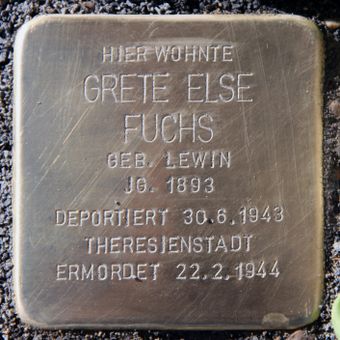 HIER WOHNTE
GRETE ELSE
FUCHS
GEB. LEWIN
JG. 1893
DEPORTIERT 30.6.1943
THERESIENSTADT
ERMORDET 22.2.1944